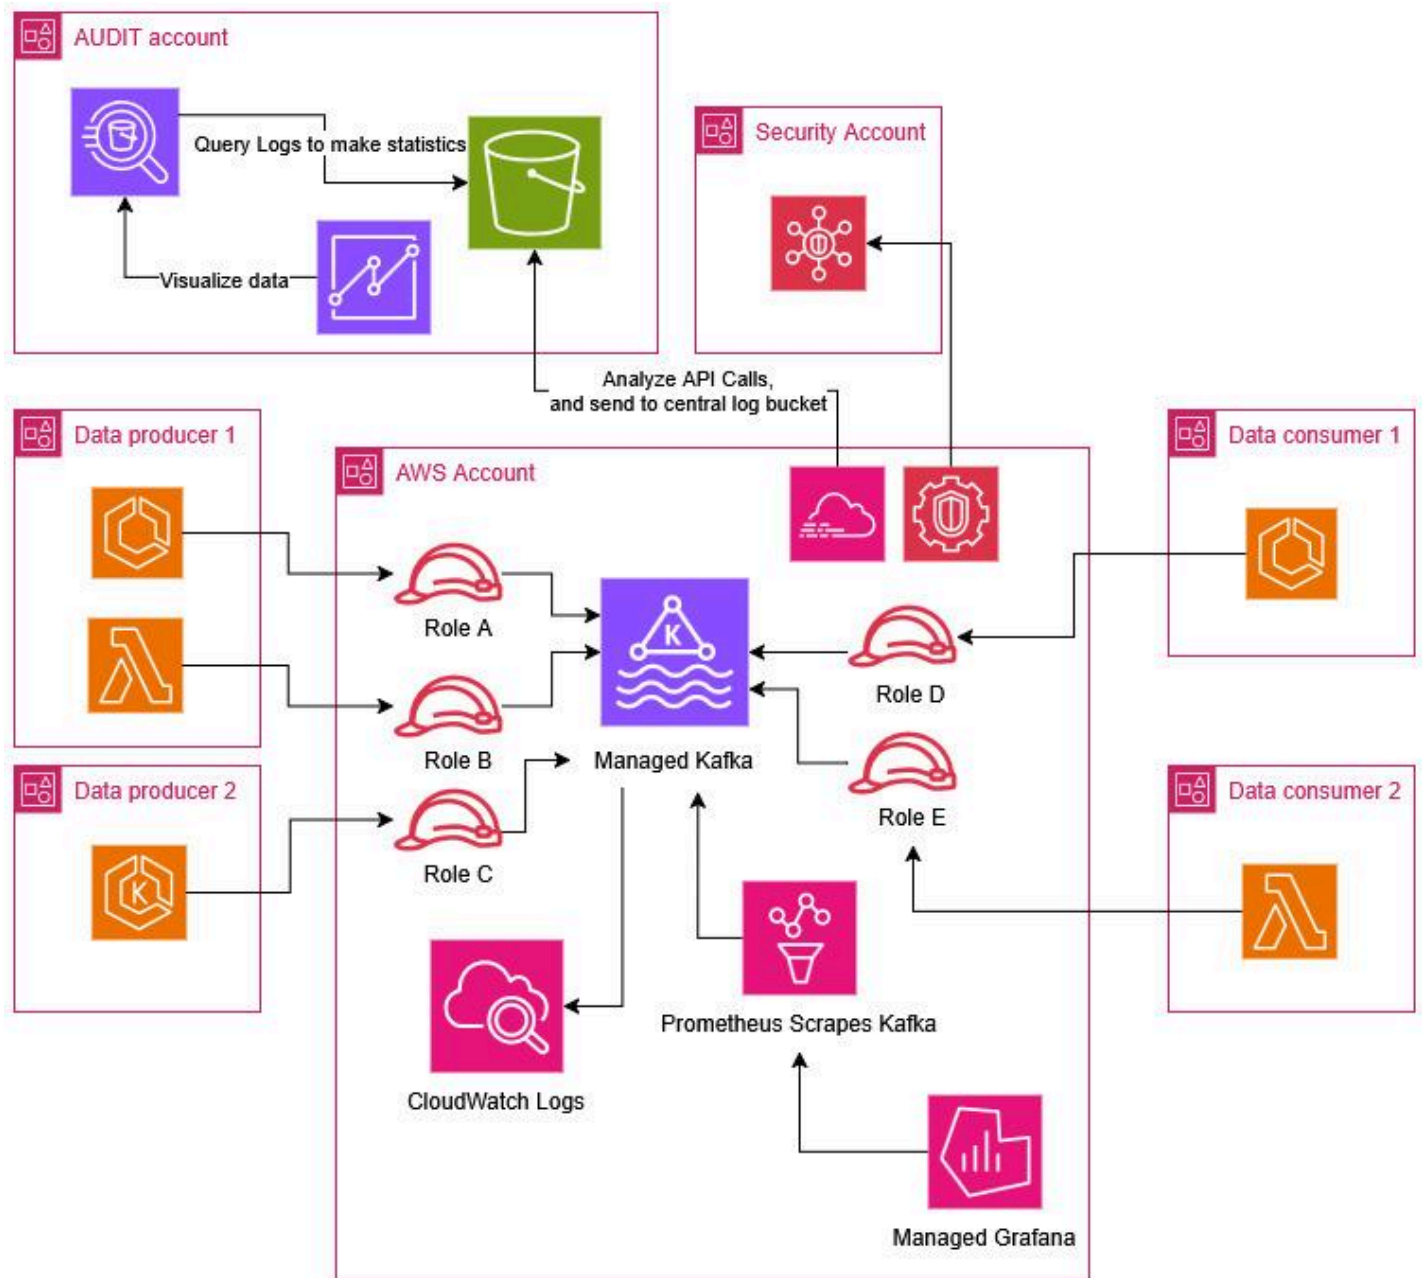 AUDIT account
Query Logs to make statistics
Visualize data
Security Account
Analyze API Calls,
and send to central log bucket
Data producer 1
AWS Account
Data consumer 1
Role A
K
Role D
Role B
Managed Kafka
Data producer 2
Data consumer 2
Role E
K
Role C
Prometheus Scrapes Kafka
CloudWatch Logs
Managed Grafana